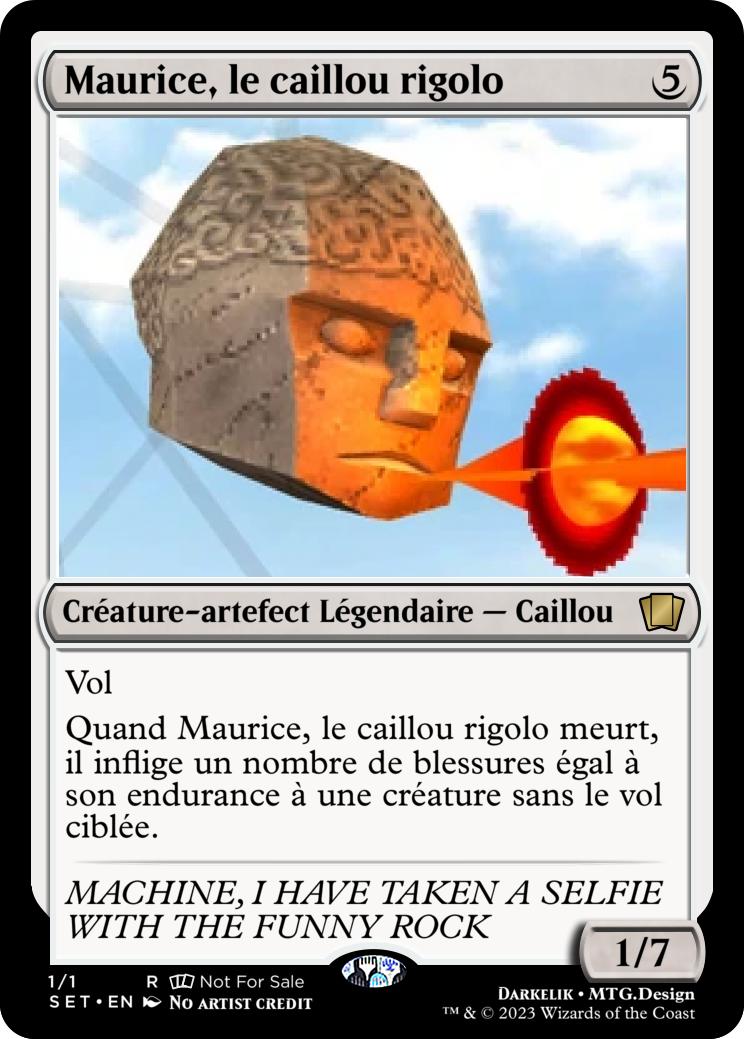 Maurice, le caillou rigolo 5
Créature-artefect Légendaire — Caillou
Vol
Quand Maurice, le caillou rigolo meurt,
il inflige un nombre de blessures égal à
son endurance à une créature sans le vol
ciblée.
MACHINE, I HAVE TAKEN A SELFIE
WITH THE FUNNY ROCK
1/7
1/1 R Not For Sale
SET • EN No artist credit
Darkelik • MTG.Design
™ & © 2023 Wizards of the Coast